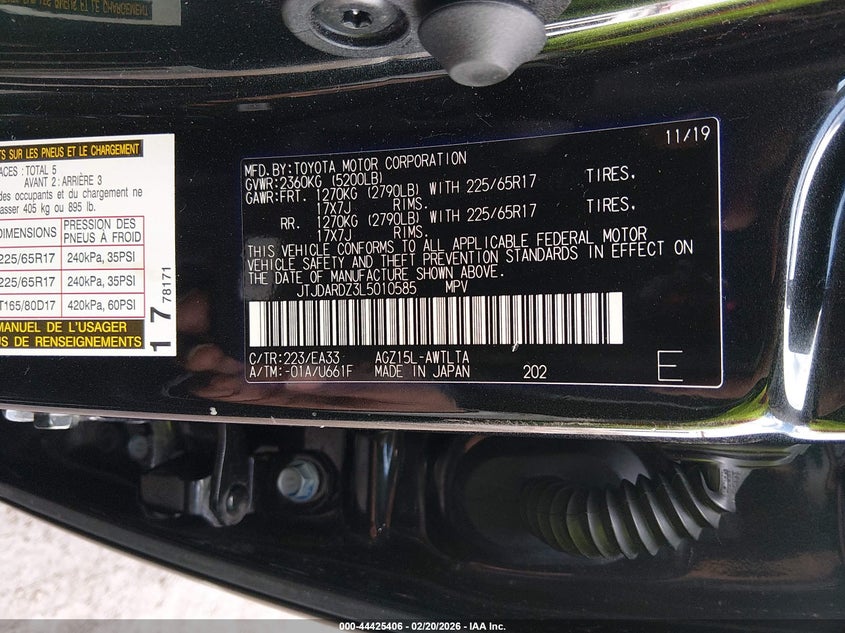 TS SUR LES PNEUS ET LE CHARGEMENT
ACES : TOTAL 5
AVANT 2 : ARRIÈRE 3
des occupants et du chargement ne
asser 405 kg ou 895 lb.
DIMENSIONS
PRESSION DES
PNEUS À FROID
225/65R17
240kPa, 35PSI
225/65R17
240kPa, 35PSI
T165/80D17
420kPa, 60PSI
MANUEL DE L'USAGER
US DE RENSEIGNEMENTS
1 7 78171
11/19
MFD.BY:TOYOTA MOTOR CORPORATION
GVWR:2360KG (5200LB)
GAWR:FRT. 1270KG (2790LB) WITH 225/65R17 TIRES,
17X7J RIMS.
RR. 1270KG (2790LB) WITH 225/65R17 TIRES,
17X7J RIMS.
THIS VEHICLE CONFORMS TO ALL APPLICABLE FEDERAL MOTOR
VEHICLE SAFETY AND THEFT PREVENTION STANDARDS IN EFFECT ON
THE DATE OF MANUFACTURE SHOWN ABOVE.
JTJDARDZ3L5010585 MPV
C/TR:223/EA33 AGZ15L-AWTLTA
A/TM:-01A/U661F MADE IN JAPAN 202 E
000-44425406 - 02/20/2026 - IAA Inc.